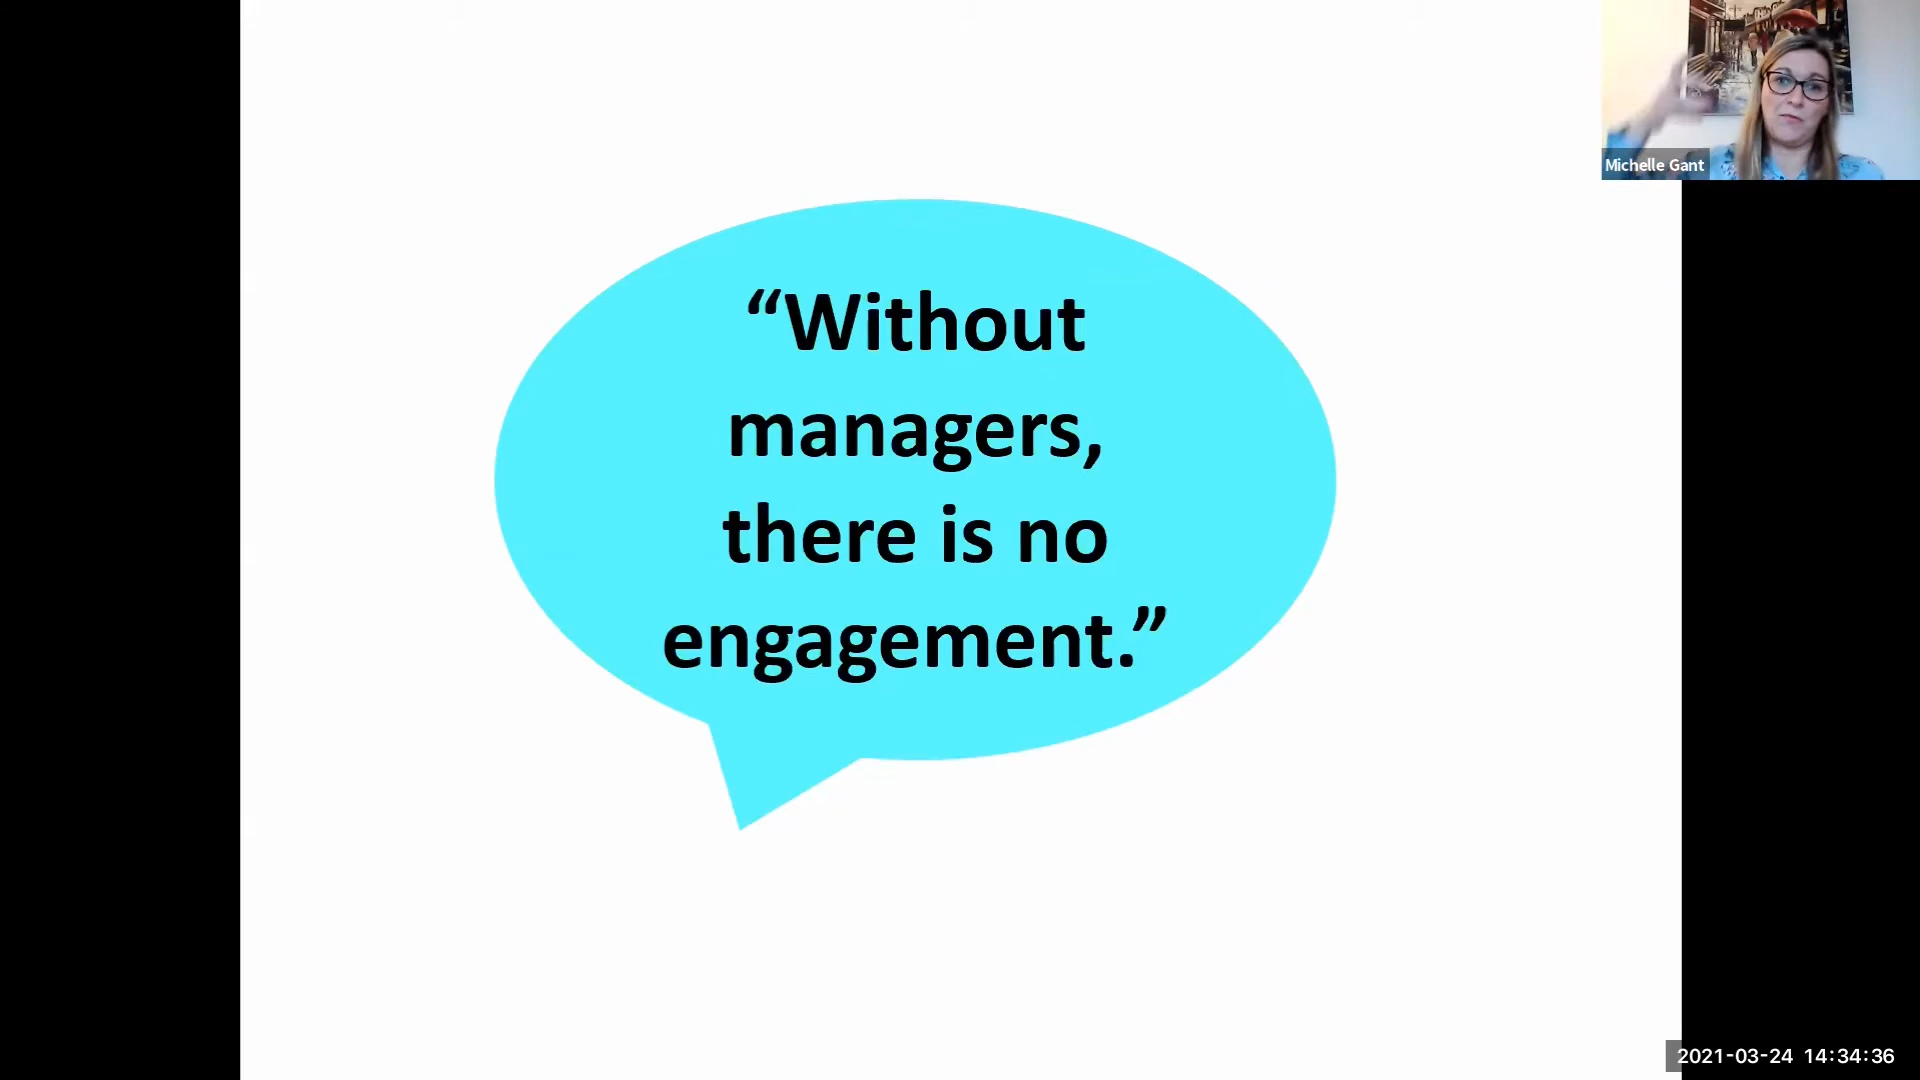 Michelle Gant
“Without
managers,
there is no
engagement.”
2021-03-24 14:34:36